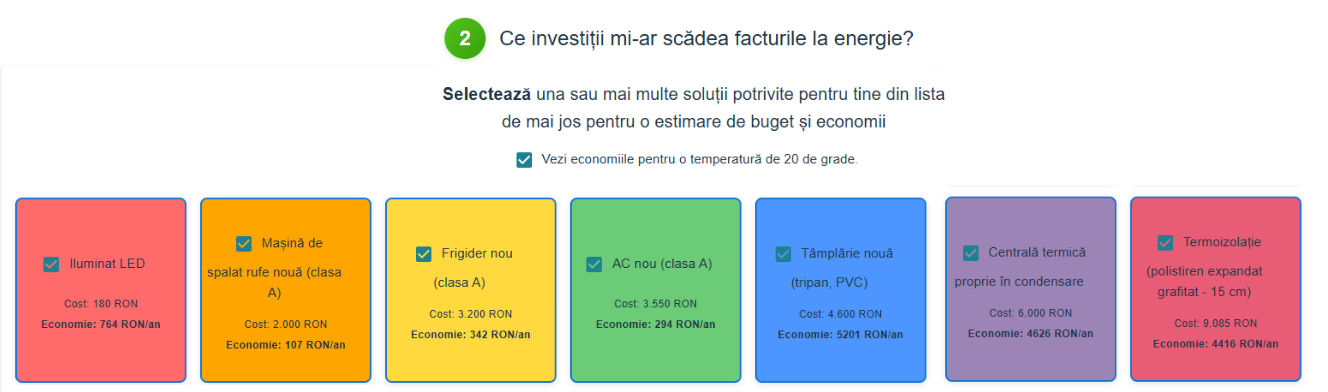 2 Ce investiții mi-ar scădea facturile la energie?
Selectează una sau mai multe soluții potrivite pentru tine din lista
de mai jos pentru o estimare de buget și economii
Vezi economiile pentru o temperatură de 20 de grade.
Iluminat LED
Cost: 180 RON
Economie: 764 RON/an
Mașină de
spalat rufe nouă (clasa
A)
Cost: 2.000 RON
Economie: 107 RON/an
Frigider nou
(clasa A)
Cost: 3.200 RON
Economie: 342 RON/an
AC nou (clasa A)
Cost: 3.550 RON
Economie: 294 RON/an
Tâmplărie nouă
(tripan, PVC)
Cost: 4.600 RON
Economie: 5201 RON/an
Centrală termică
proprie în condensare
Cost: 6.000 RON
Economie: 4626 RON/an
Termoizolație
(polistiren expandat
grafitat - 15 cm)
Cost: 9.085 RON
Economie: 4416 RON/an